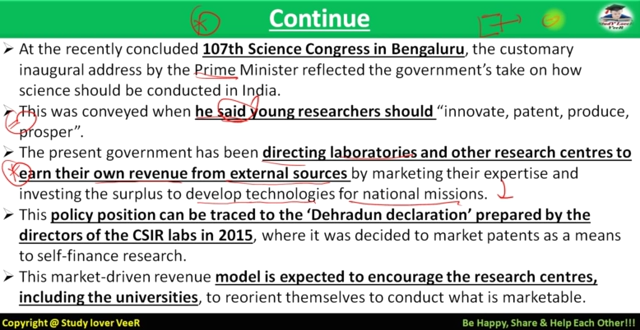 Continue
➢ At the recently concluded 107th Science Congress in Bengaluru, the customary
inaugural address by the Prime Minister reflected the government's take on how
science should be conducted in India.
➢ This was conveyed when he said young researchers should "innovate, patent, produce,
prosper".
➢ The present government has been directing laboratories and other research centres to
earn their own revenue from external sources by marketing their expertise and
investing the surplus to develop technologies for national missions.
➢ This policy position can be traced to the 'Dehradun declaration' prepared by the
directors of the CSIR labs in 2015, where it was decided to market patents as a means
to self-finance research.
➢ This market-driven revenue model is expected to encourage the research centres,
including the universities, to reorient themselves to conduct what is marketable.
Copyright @ Study lover VeeR
Be Happy, Share & Help Each Other!!!